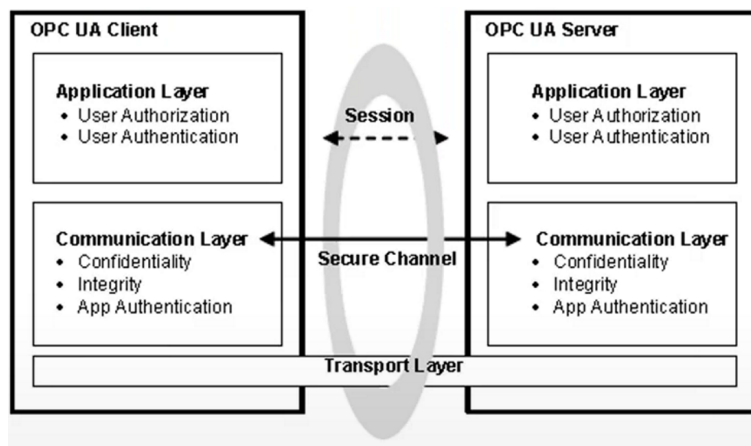 OPC UA Client
Application Layer
• User Authorization
• User Authentication
Communication Layer
• Confidentiality
• Integrity
• App Authentication
Session
Secure Channel
Transport Layer
OPC UA Server
Application Layer
• User Authorization
• User Authentication
Communication Layer
• Confidentiality
• Integrity
• App Authentication